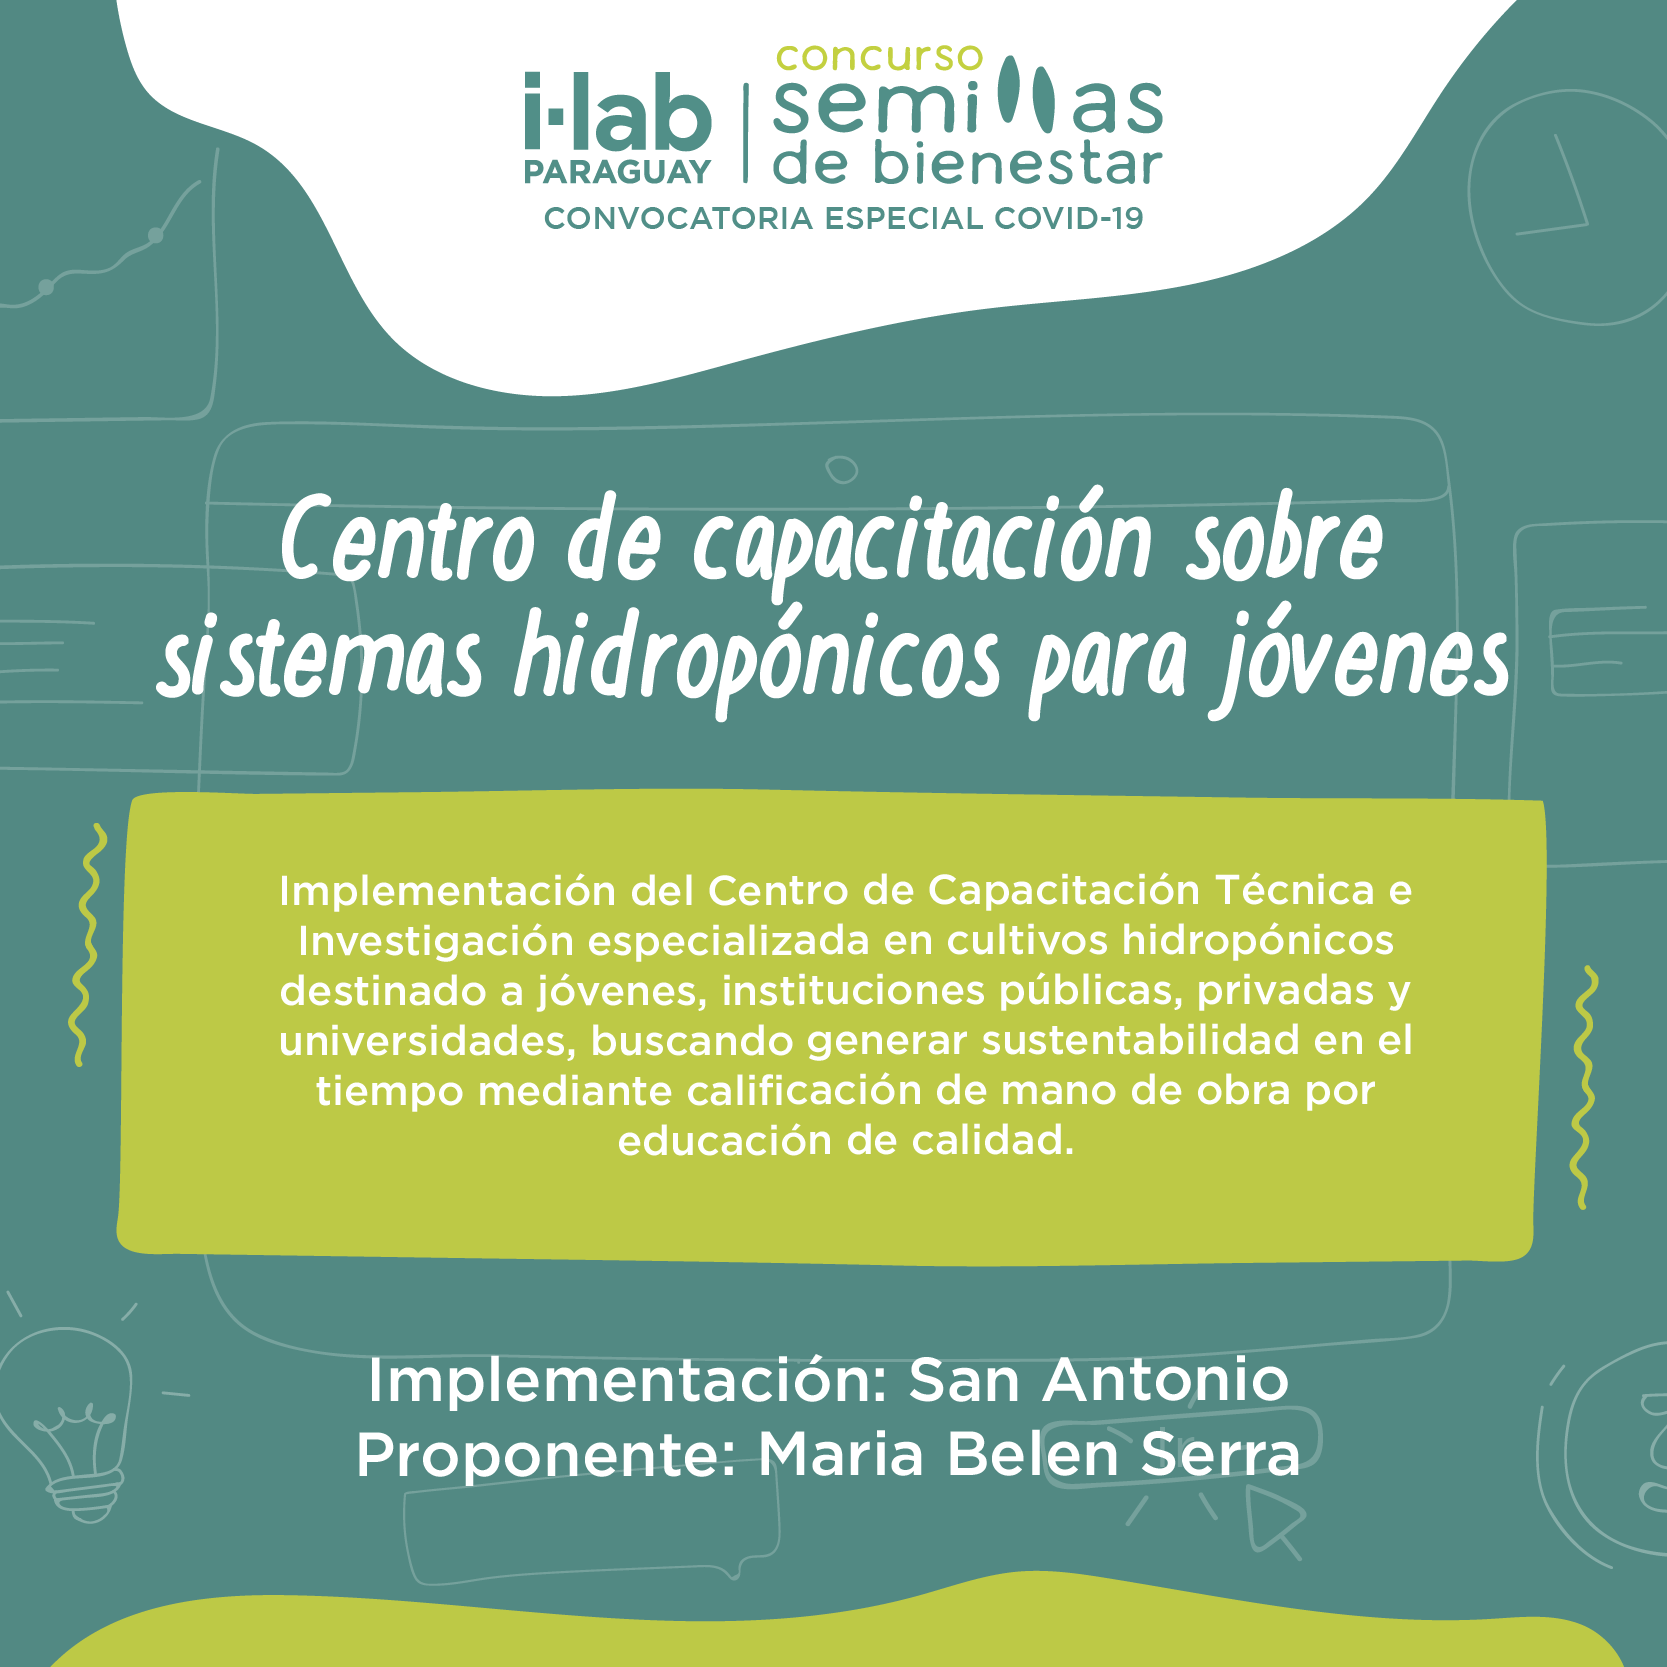 i·lab
PARAGUAY
concurso
semillas
de bienestar
CONVOCATORIA ESPECIAL COVID-19
Centro de capacitación sobre
sistemas hidropónicos para jóvenes
Implementación del Centro de Capacitación Técnica e
Investigación especializada en cultivos hidropónicos
destinado a jóvenes, instituciones públicas, privadas y
universidades, buscando generar sustentabilidad en el
tiempo mediante calificación de mano de obra por
educación de calidad.
Implementación: San Antonio
Proponente: Maria Belen Serra